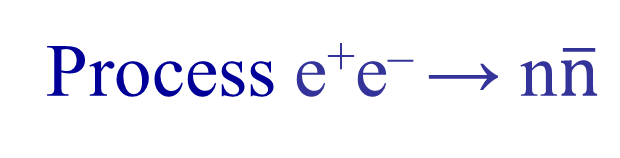 Process e⁺e⁻ → nn̅